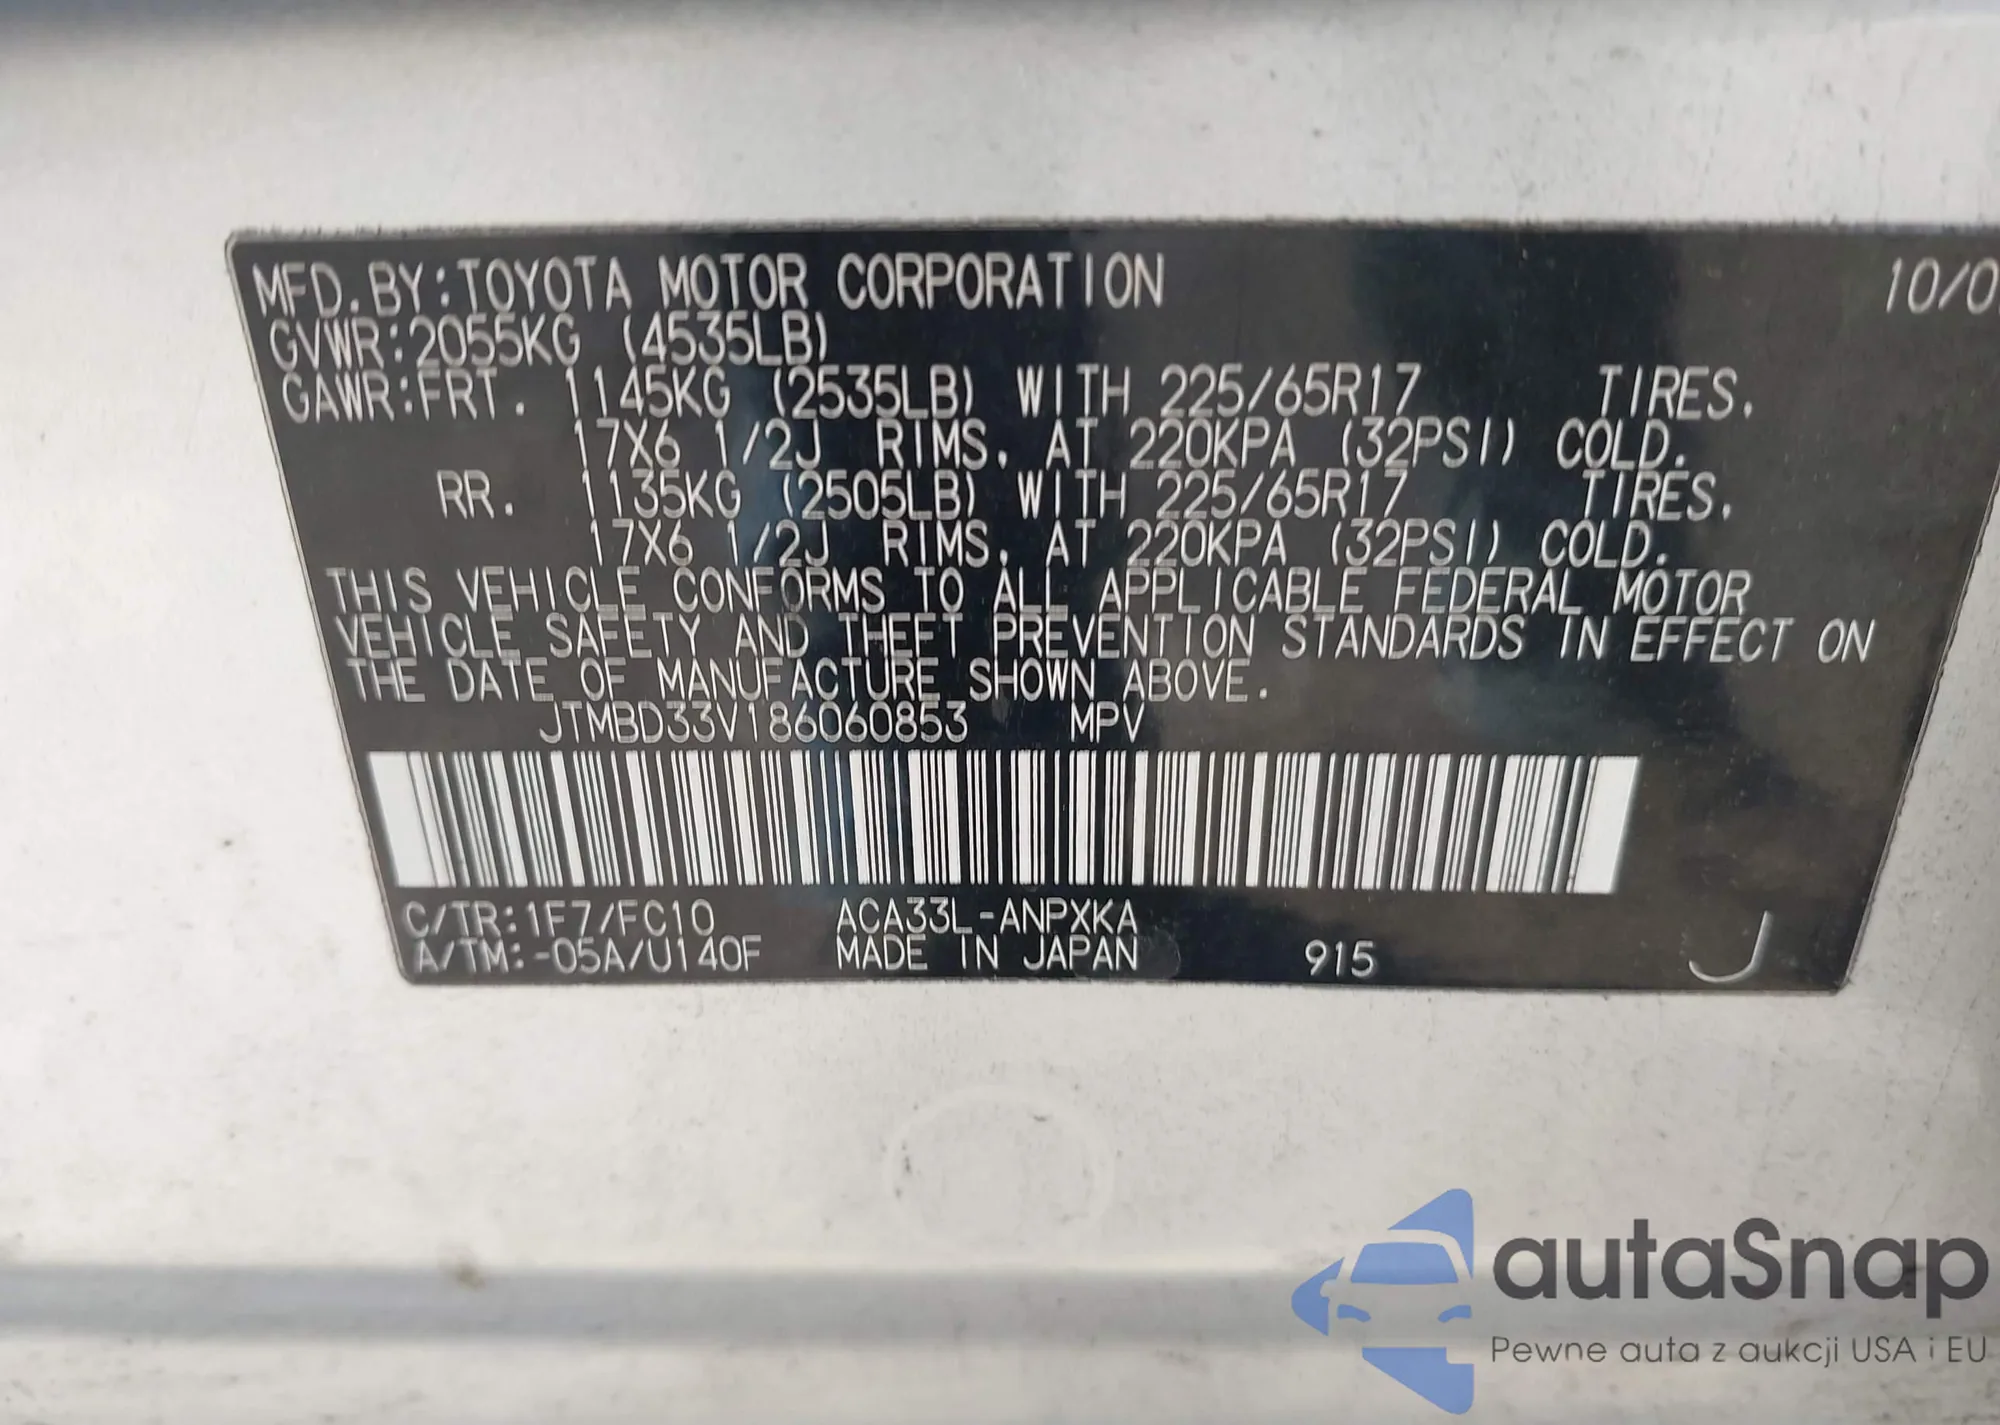 MFD. BY: TOYOTA MOTOR CORPORATION 10/0
GVWR: 2055KG (4535LB)
GAWR: FRT. 1145KG (2535LB) WITH 225/65R17 TIRES,
17X6 1/2J RIMS, AT 220KPA (32PSI) COLD.
RR. 1135KG (2505LB) WITH 225/65R17 TIRES,
17X6 1/2J RIMS, AT 220KPA (32PSI) COLD.
THIS VEHICLE CONFORMS TO ALL APPLICABLE FEDERAL MOTOR
VEHICLE SAFETY AND THEFT PREVENTION STANDARDS IN EFFECT ON
THE DATE OF MANUFACTURE SHOWN ABOVE.
JTMBD33V186060853 MPV
C/TR: 1F7/FC10 ACA33L-ANPXKA
A/TM: -05A/U140F MADE IN JAPAN 915 J
autaSnap
Pewne auta z aukcji USA i EU